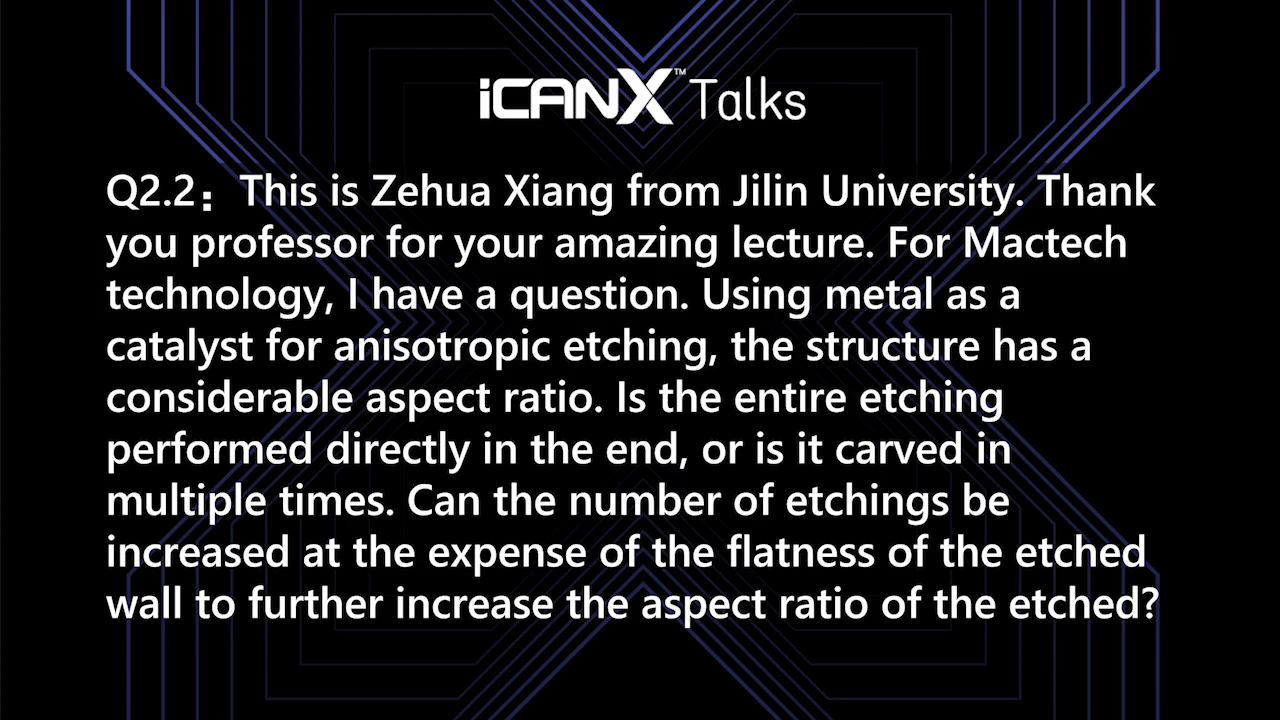 iCANX™ Talks
Q2.2：This is Zehua Xiang from Jilin University. Thank
you professor for your amazing lecture. For Mactech
technology, I have a question. Using metal as a
catalyst for anisotropic etching, the structure has a
considerable aspect ratio. Is the entire etching
performed directly in the end, or is it carved in
multiple times. Can the number of etchings be
increased at the expense of the flatness of the etched
wall to further increase the aspect ratio of the etched?